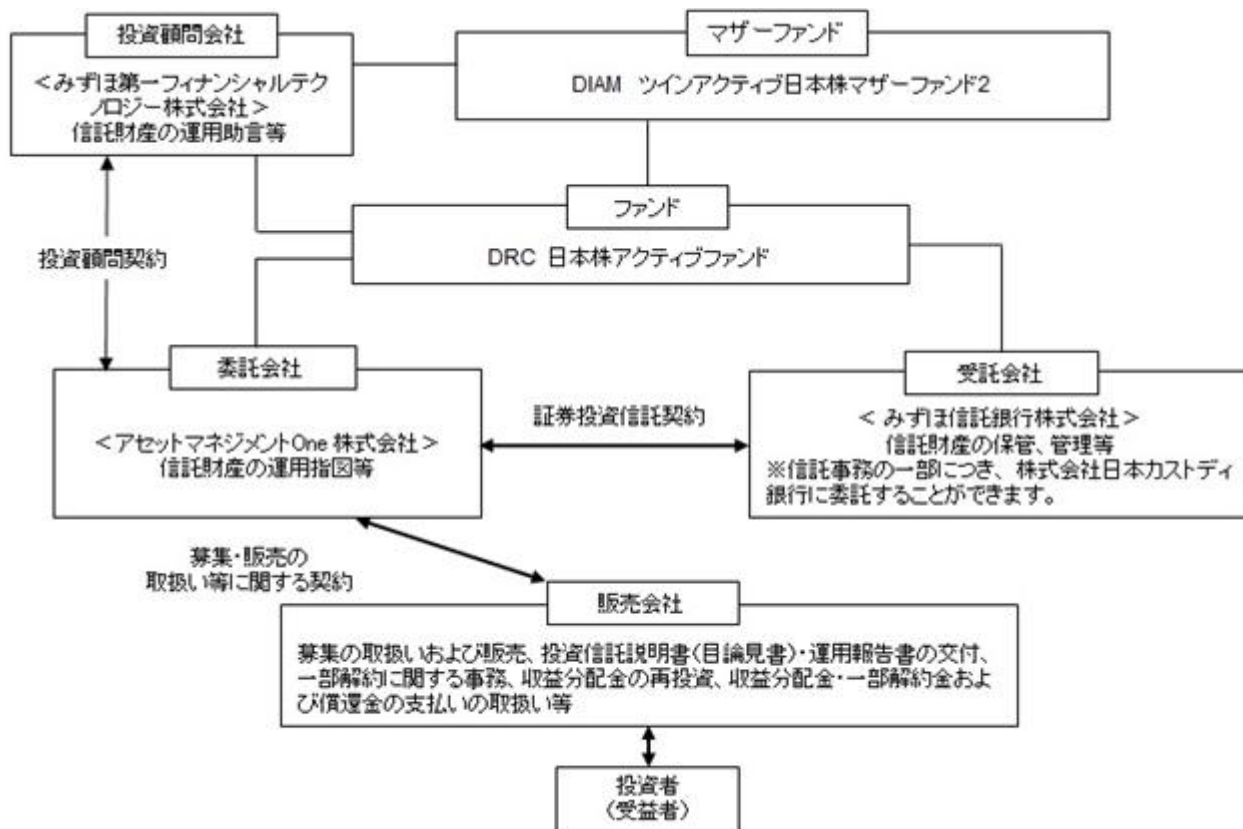 投資顧問会社
<みずほ第一フィナンシャルテク
ノロジー株式会社>
信託財産の運用助言等
マザーファンド
DIAM ツインアクティブ日本株マザーファンド2
ファンド
DRC 日本株アクティブファンド
投資顧問契約
委託会社
<アセットマネジメントOne 株式会社>
信託財産の運用指図等
証券投資信託契約
受託会社
< みずほ信託銀行株式会社>
信託財産の保管、管理等
※信託事務の一部につき、株式会社日本カストディ
銀行に委託することができます。
募集・販売の
取扱い等に関する契約
販売会社
募集の取扱いおよび販売、投資信託説明書(目論見書)・運用報告書の交付、
一部解約に関する事務、収益分配金の再投資、収益分配金・一部解約金およ
び償還金の支払いの取扱い等
投資者
(受益者)